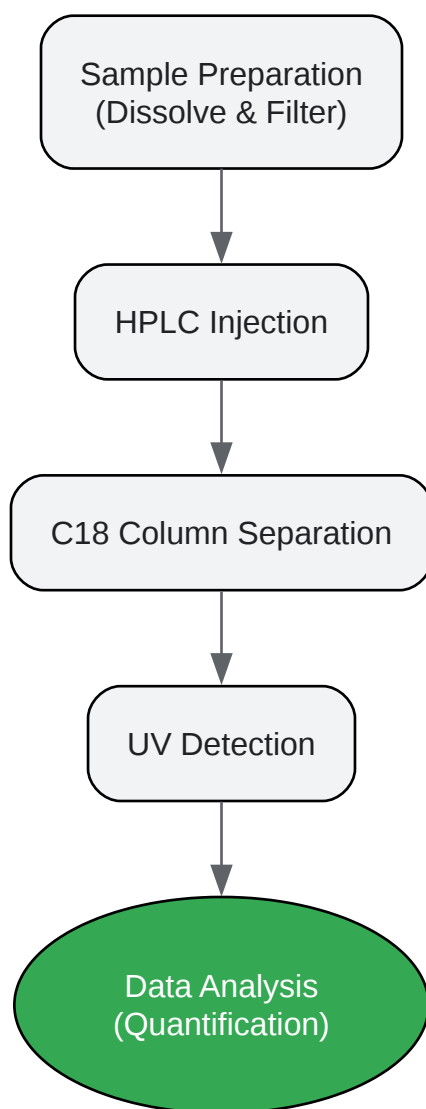 Sample Preparation
(Dissolve & Filter)
HPLC Injection
C18 Column Separation
UV Detection
Data Analysis
(Quantification)